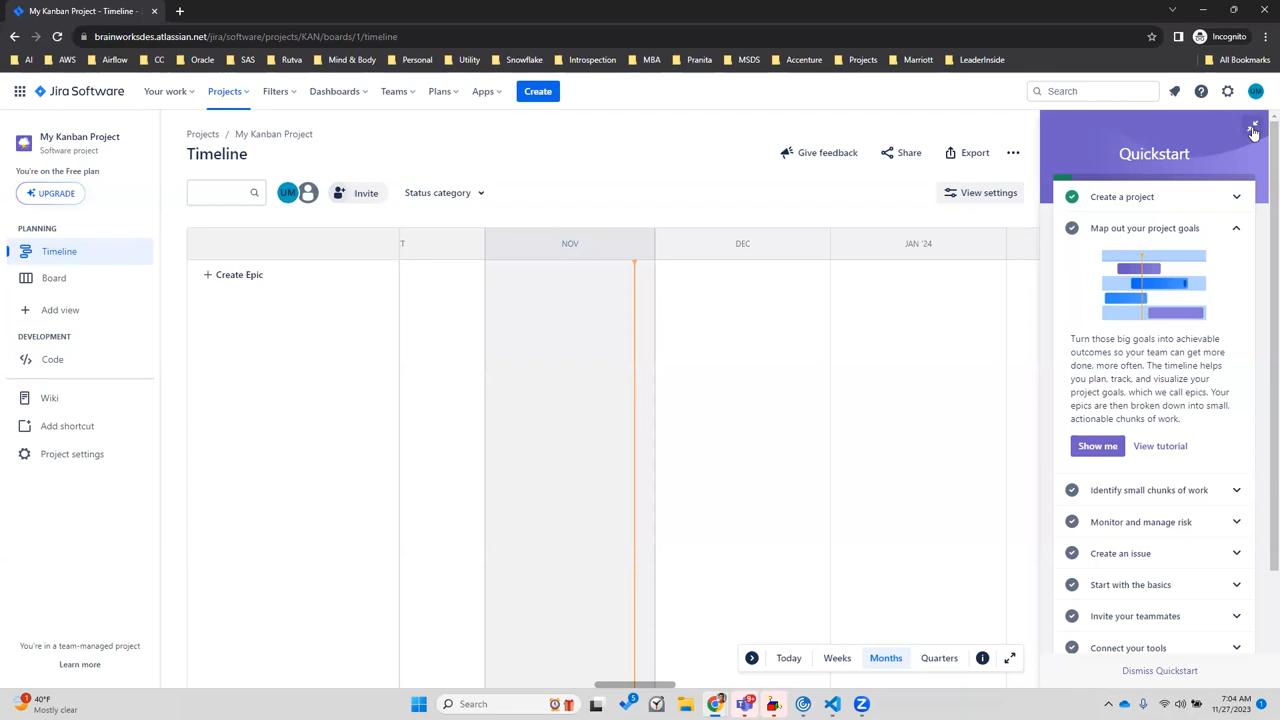 My Kanban Project - Timeline -
brainworksdes.atlassian.net/jira/software/projects/KAN/boards/1/timeline
Incognito
AI
AWS
Airflow
CC
Oracle
SAS
Rutva
Mind & Body
Personal
Utility
Snowflake
Introspection
MBA
Pranita
MSDS
Accenture
Projects
Marriott
LeaderInside
All Bookmarks
Jira Software
Your work
Projects
Filters
Dashboards
Teams
Plans
Apps
Create
Search
UM
My Kanban Project
Software project
You're on the Free plan
UPGRADE
PLANNING
Timeline
Board
Add view
DEVELOPMENT
Code
Wiki
Add shortcut
Project settings
You're in a team-managed project
Learn more
Projects / My Kanban Project
Timeline
Give feedback
Share
Export
UM
Invite
Status category
View settings
T
NOV
DEC
JAN '24
+ Create Epic
Today
Weeks
Months
Quarters
Quickstart
Create a project
Map out your project goals
Turn those big goals into achievable
outcomes so your team can get more
done, more often. The timeline helps
you plan, track, and visualize your
project goals, which we call epics. Your
epics are then broken down into small,
actionable chunks of work.
Show me
View tutorial
Identify small chunks of work
Monitor and manage risk
Create an issue
Start with the basics
Invite your teammates
Connect your tools
Dismiss Quickstart
1
40°F
Mostly clear
Search
5
9+
7:04 AM
11/27/2023
1